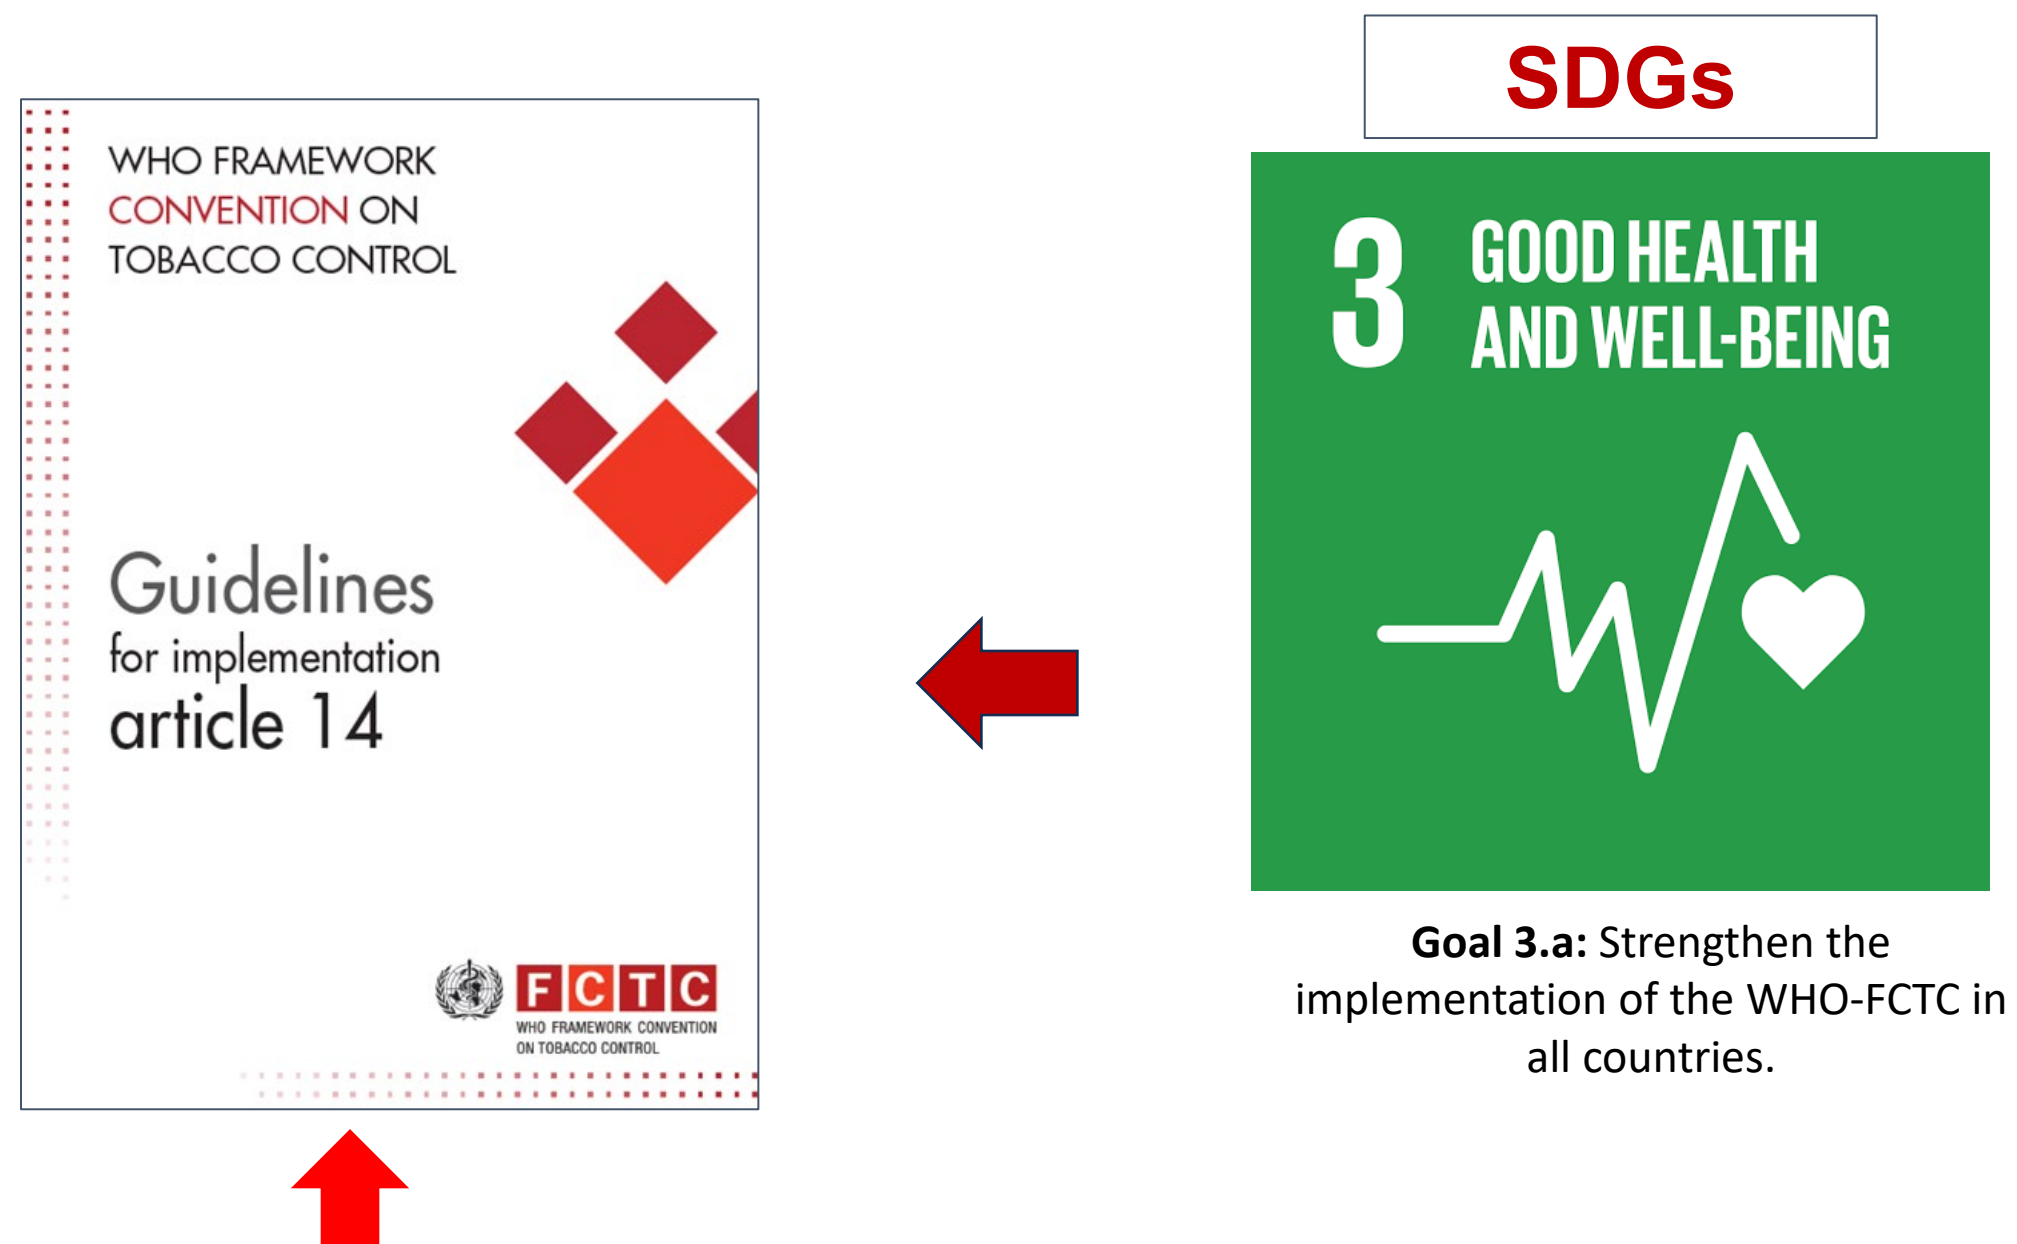 WHO FRAMEWORK
CONVENTION ON
TOBACCO CONTROL
Guidelines
for implementation
article 14
FCTC
WHO FRAMEWORK CONVENTION
ON TOBACCO CONTROL
SDGs
3 GOOD HEALTH
AND WELL-BEING
Goal 3.a: Strengthen the
implementation of the WHO-FCTC in
all countries.